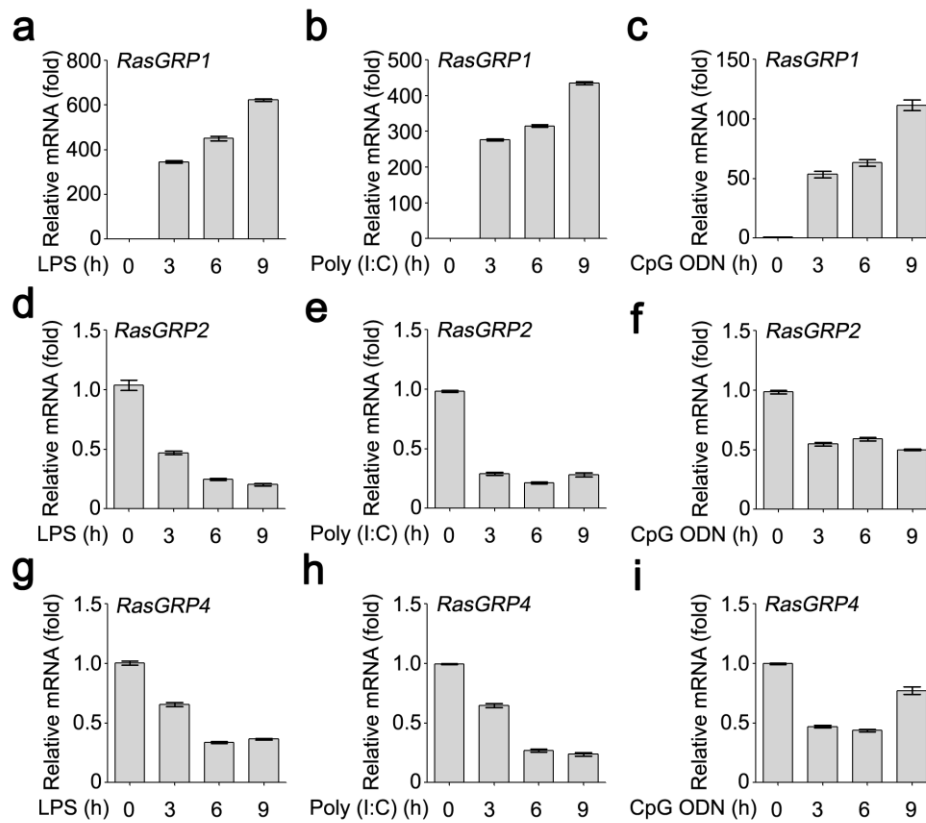 a
RasGRP1
Relative mRNA (fold)
800
600
400
200
0
LPS (h) 0 3 6 9
b
RasGRP1
Relative mRNA (fold)
500
400
300
200
100
0
Poly (I:C) (h) 0 3 6 9
c
RasGRP1
Relative mRNA (fold)
150
100
50
0
CpG ODN (h) 0 3 6 9
d
RasGRP2
Relative mRNA (fold)
1.5
1.0
0.5
0
LPS (h) 0 3 6 9
e
RasGRP2
Relative mRNA (fold)
1.5
1.0
0.5
0
Poly (I:C) (h) 0 3 6 9
f
RasGRP2
Relative mRNA (fold)
1.5
1.0
0.5
0
CpG ODN (h) 0 3 6 9
g
RasGRP4
Relative mRNA (fold)
1.5
1.0
0.5
0
LPS (h) 0 3 6 9
h
RasGRP4
Relative mRNA (fold)
1.5
1.0
0.5
0
Poly (I:C) (h) 0 3 6 9
i
RasGRP4
Relative mRNA (fold)
1.5
1.0
0.5
0
CpG ODN (h) 0 3 6 9